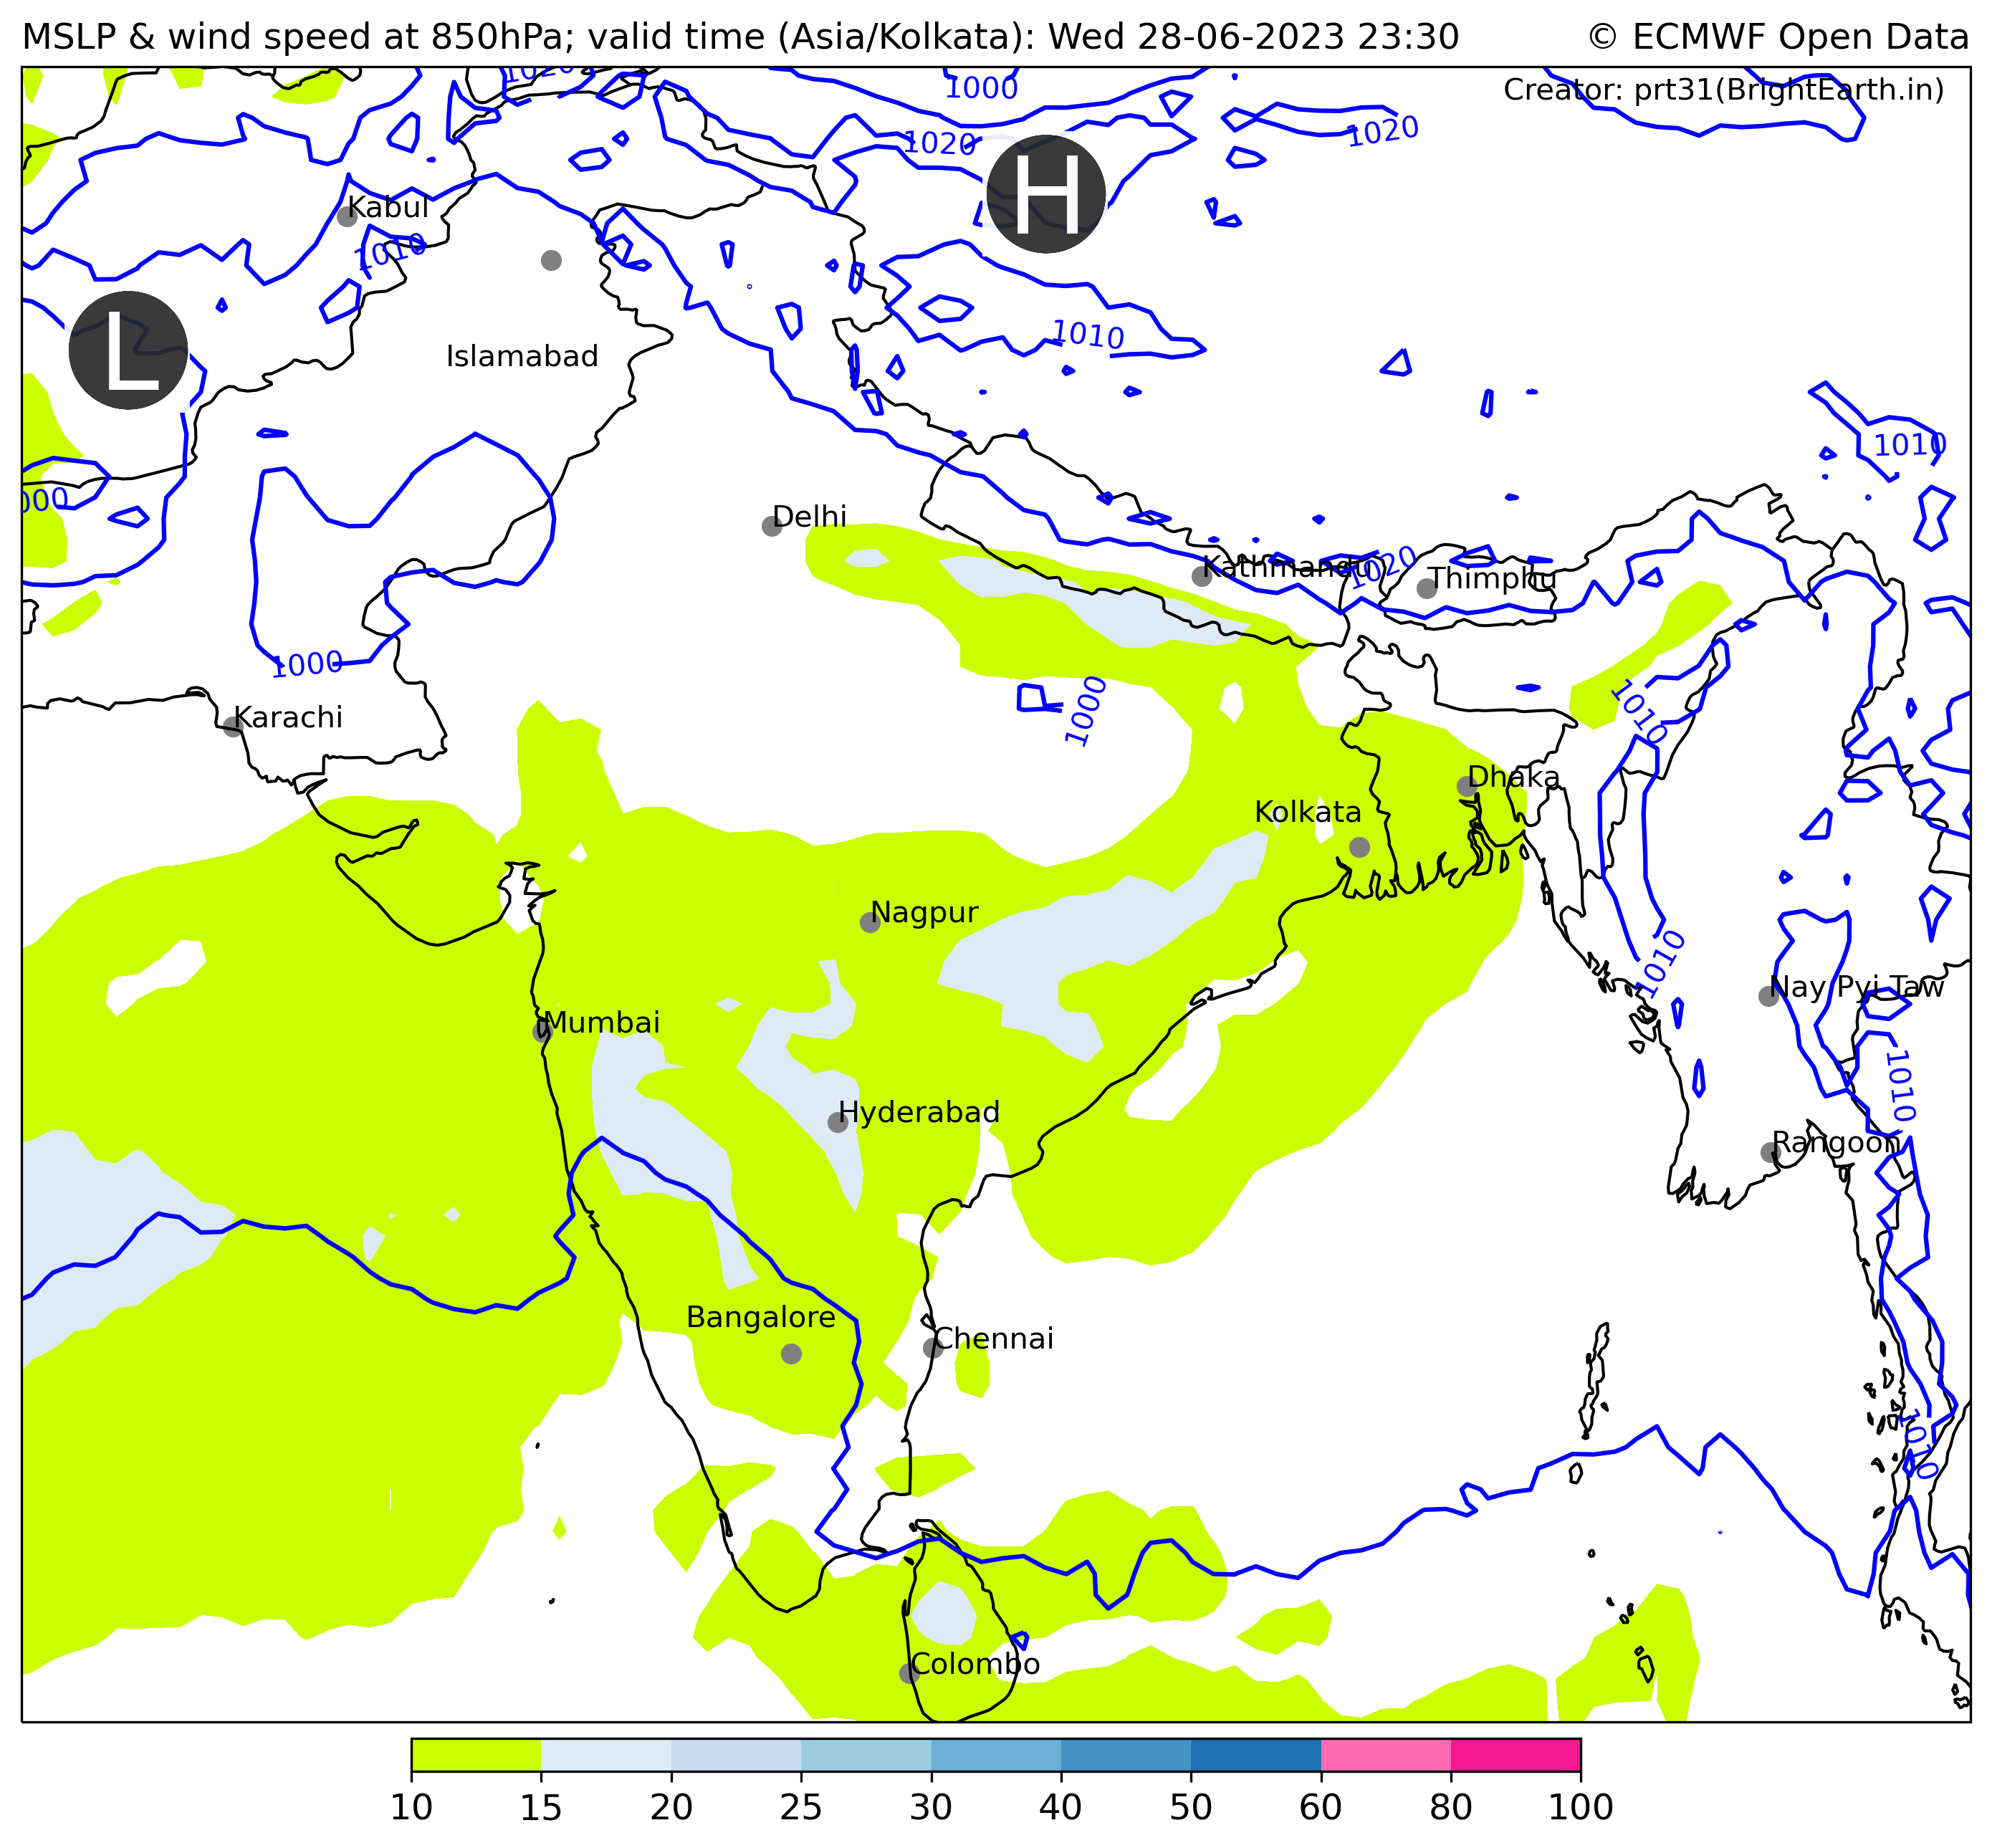 MSLP & wind speed at 850hPa; valid time (Asia/Kolkata): Wed 28-06-2023 23:30
© ECMWF Open Data
1020
1000
Creator: prt31(BrightEarth.in)
1020
1020
H
Kabul
1010
L
Islamabad
1010
1010
000
Delhi
Kathmandu
1020
Thimphu
1000
1000
1010
Karachi
Dhaka
Kolkata
Nagpur
1010
Nay Pyi Taw
Mumbai
1010
Hyderabad
Rangoon
Bangalore
Chennai
1010
Colombo
10 15 20 25 30 40 50 60 80 100